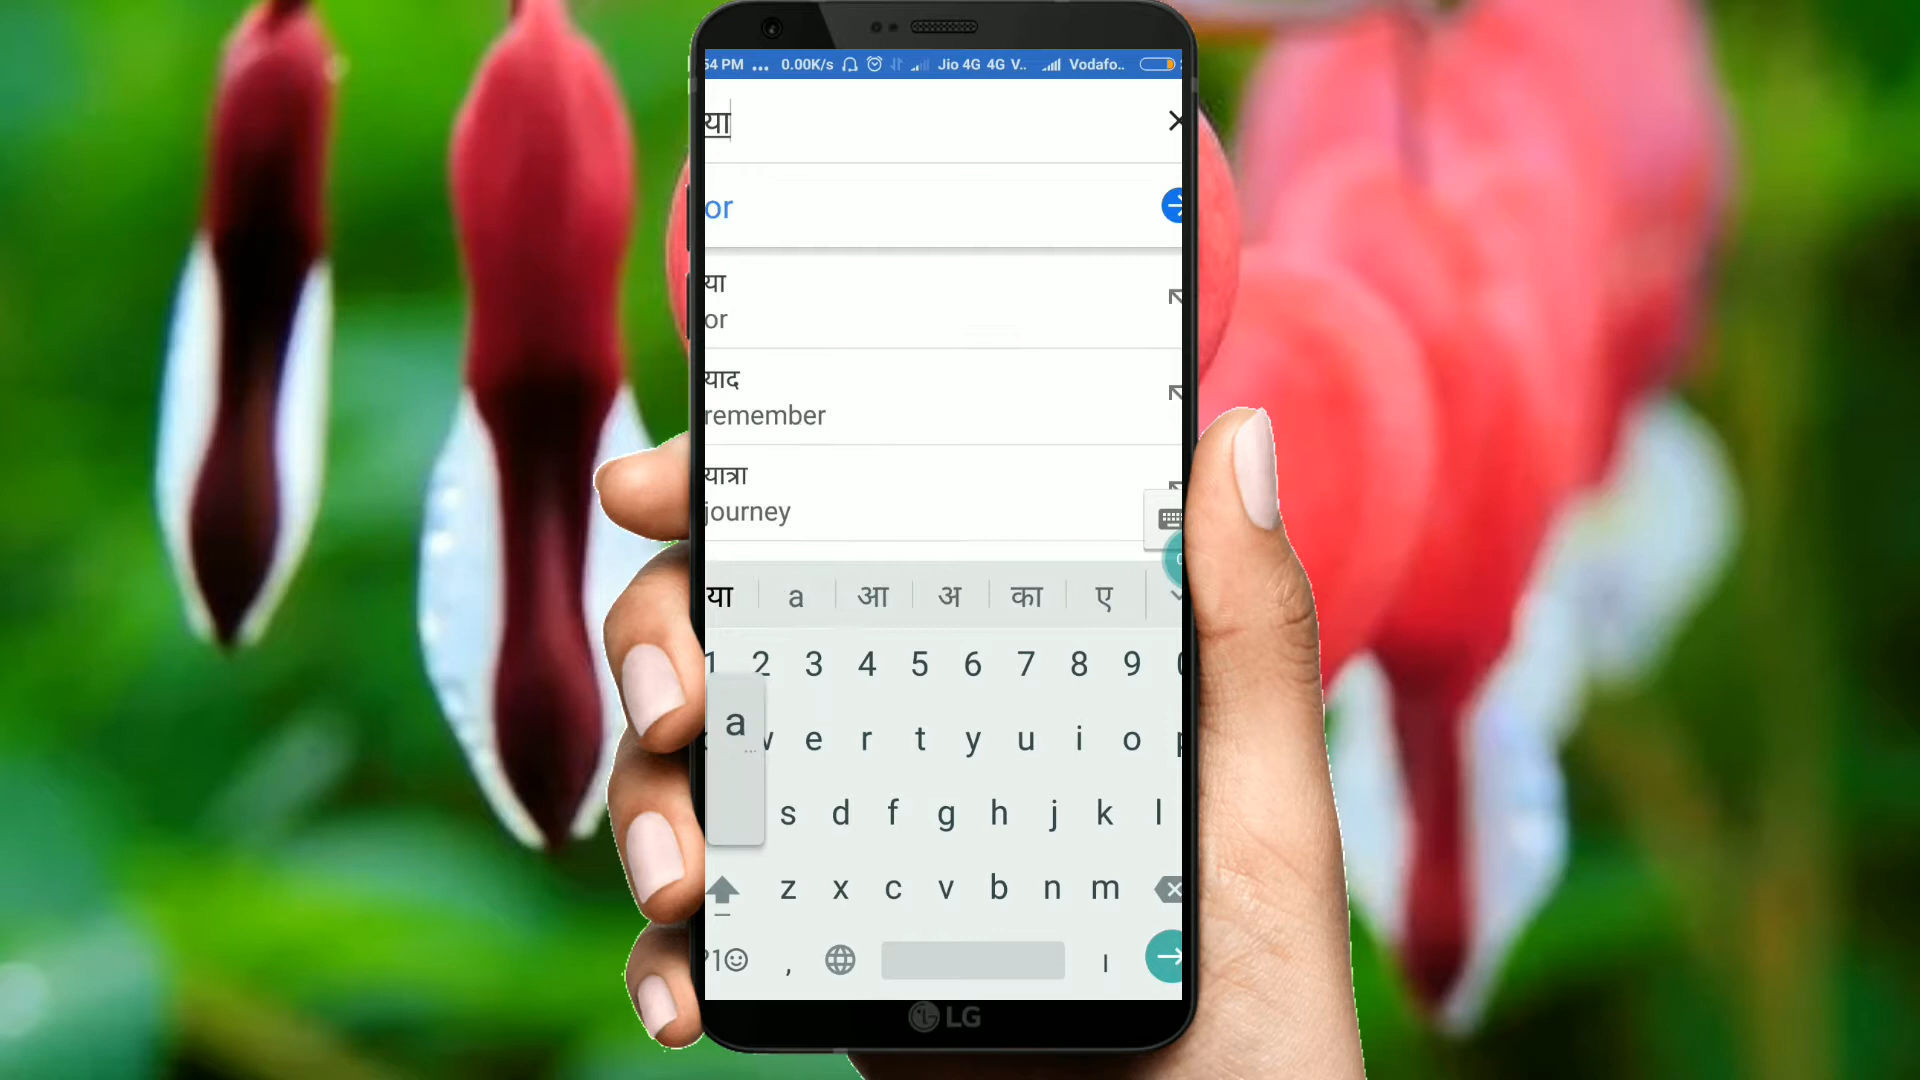 54 PM ... 0.00K/s Jio 4G 4G V.. Vodafo..
या
or
या
or
याद
remember
यात्रा
journey
या a आ अ का ए
1 2 3 4 5 6 7 8 9
a
e r t y u i o p
s d f g h j k l
z x c v b n m
?1 , ।
LG